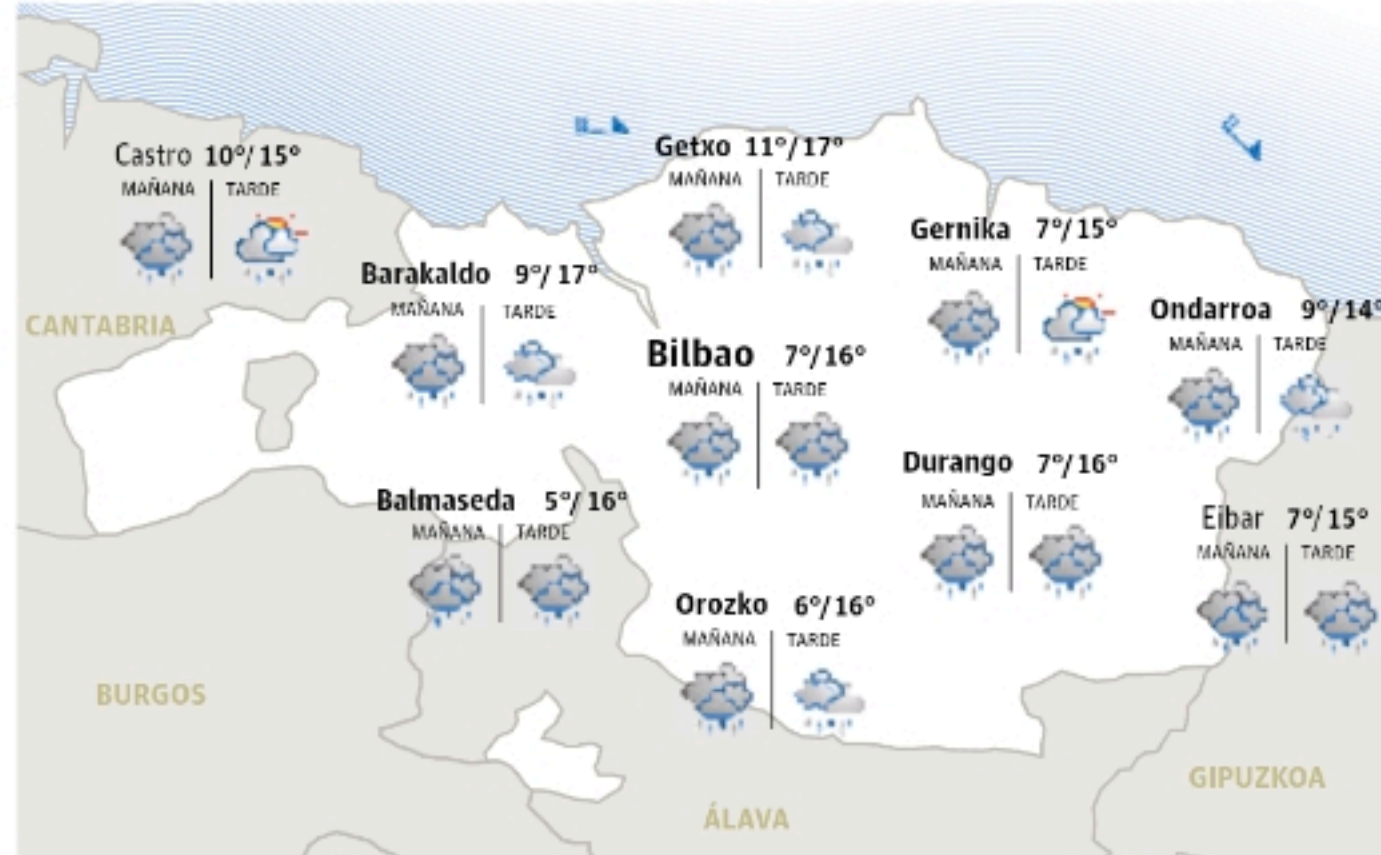 Castro 10°/15°
MAÑANA TARDE
Getxo 11°/17°
MAÑANA TARDE
Gernika 7°/15°
MAÑANA TARDE
Barakaldo 9°/17°
MAÑANA TARDE
Ondarroa 9°/14°
MAÑANA TARDE
CANTABRIA
Bilbao 7°/16°
MAÑANA TARDE
Durango 7°/16°
MAÑANA TARDE
Balmaseda 5°/16°
MAÑANA TARDE
Eibar 7°/15°
MAÑANA TARDE
Orozko 6°/16°
MAÑANA TARDE
BURGOS
GIPUZKOA
ÁLAVA